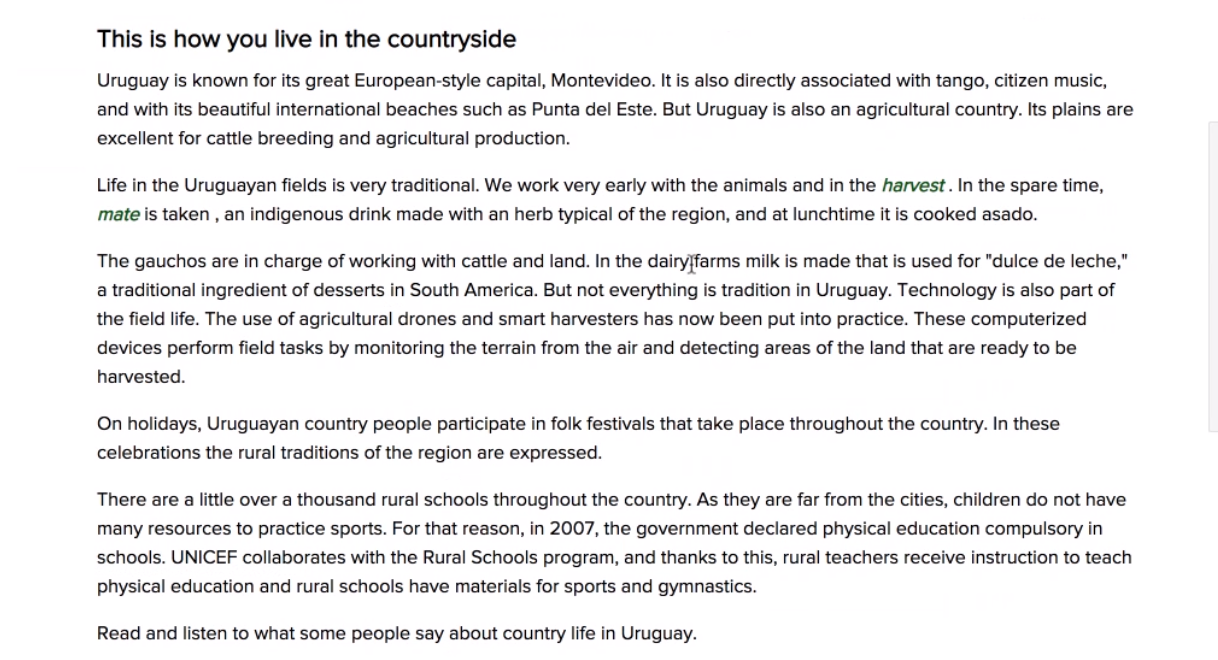 This is how you live in the countryside
Uruguay is known for its great European-style capital, Montevideo. It is also directly associated with tango, citizen music,
and with its beautiful international beaches such as Punta del Este. But Uruguay is also an agricultural country. Its plains are
excellent for cattle breeding and agricultural production.
Life in the Uruguayan fields is very traditional. We work very early with the animals and in the harvest . In the spare time,
mate is taken , an indigenous drink made with an herb typical of the region, and at lunchtime it is cooked asado.
The gauchos are in charge of working with cattle and land. In the dairy farms milk is made that is used for "dulce de leche,"
a traditional ingredient of desserts in South America. But not everything is tradition in Uruguay. Technology is also part of
the field life. The use of agricultural drones and smart harvesters has now been put into practice. These computerized
devices perform field tasks by monitoring the terrain from the air and detecting areas of the land that are ready to be
harvested.
On holidays, Uruguayan country people participate in folk festivals that take place throughout the country. In these
celebrations the rural traditions of the region are expressed.
There are a little over a thousand rural schools throughout the country. As they are far from the cities, children do not have
many resources to practice sports. For that reason, in 2007, the government declared physical education compulsory in
schools. UNICEF collaborates with the Rural Schools program, and thanks to this, rural teachers receive instruction to teach
physical education and rural schools have materials for sports and gymnastics.
Read and listen to what some people say about country life in Uruguay.